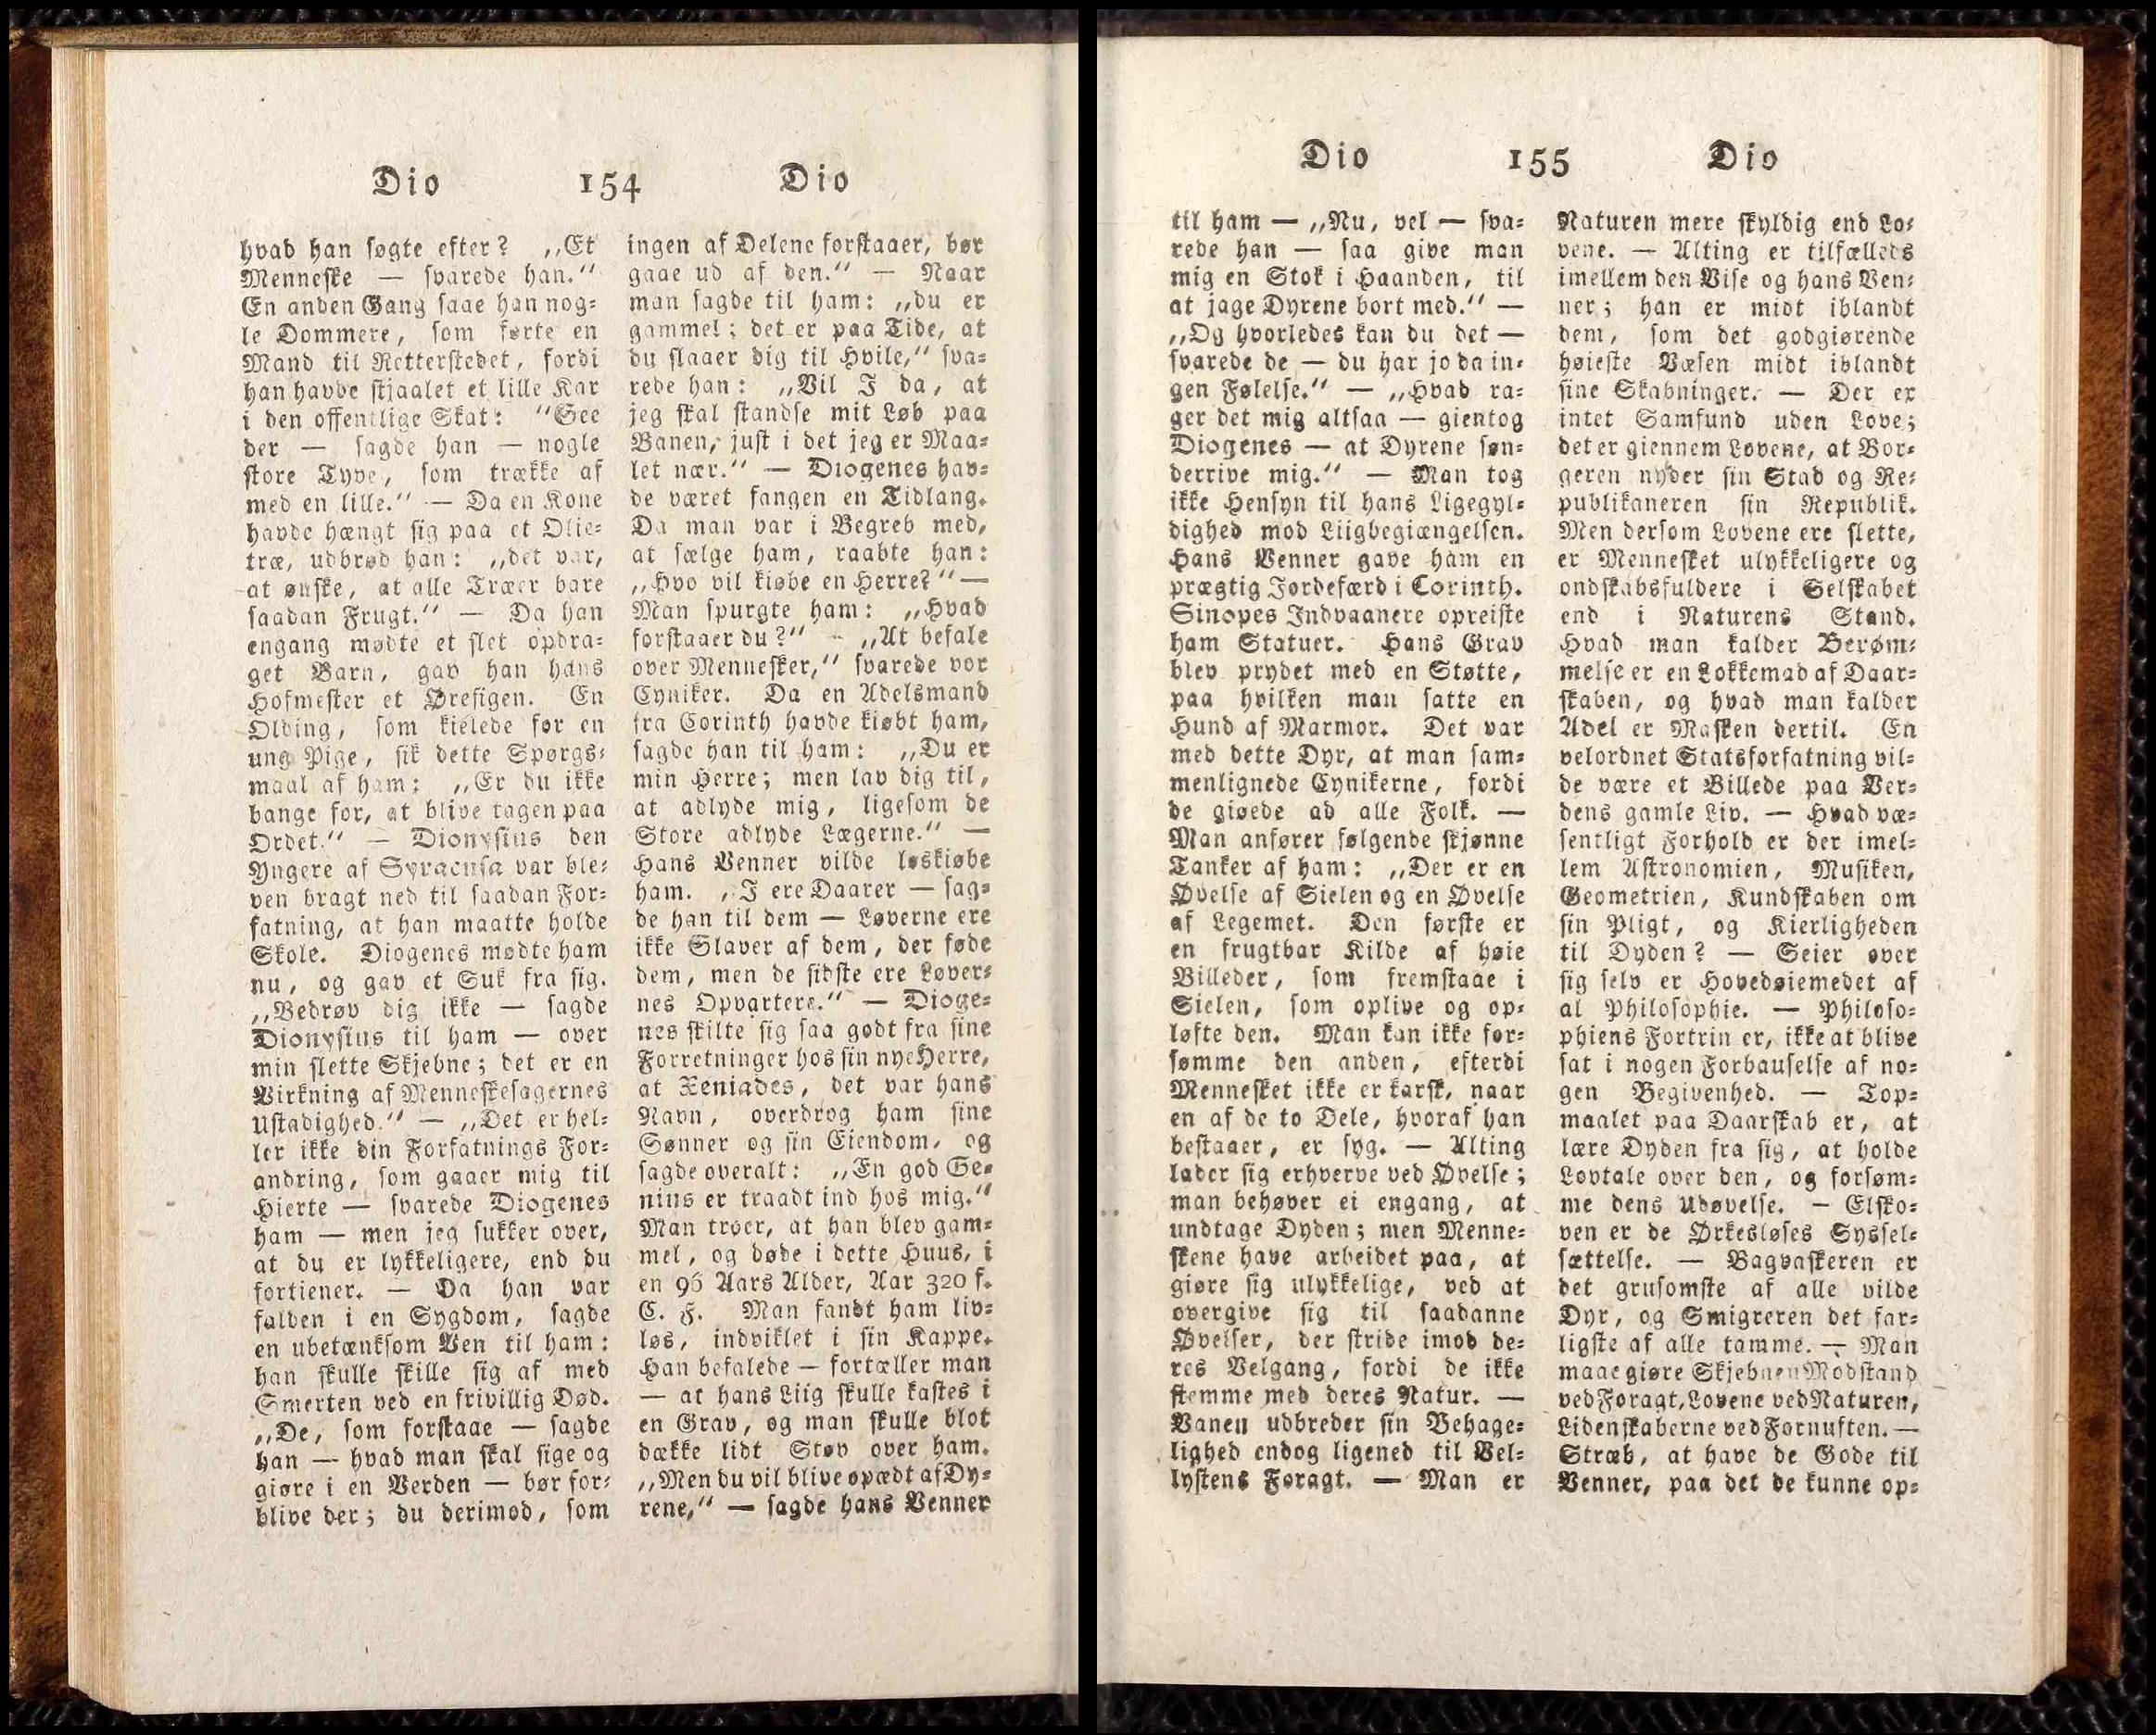 Dio 154 Dio
hvad han søgte efter? „Et
Menneske — svarede han.“
En anden Gang saae han nog-
le Dommere, som førte en
Mand til Retterstedet, fordi
han havde stjaalet et lille Kar
i den offentlige Skat: “See
der — sagde han — nogle
store Tyve, som trække af
med en lille.“ — Da en Kone
havde hængt sig paa et Olie-
træ, udbrød han: „det var,
at ønske, at alle Træer bare
saadan Frugt.“ — Da han
engang mødte et slet opdra-
get Barn, gav han hans
Hofmester et Ørefigen. En
Olding, som kielede for en
ung Pige, fik dette Spørgs-
maal af ham: „Er du ikke
bange for, at blive tagen paa
Ordet.“ — Dionysius den
Yngere af Syracusa var ble-
ven bragt ned til saadan For-
fatning, at han maatte holde
Skole. Diogenes mødte ham
nu, og gav et Suk fra sig.
„Bedrøv dig ikke — sagde
Dionysius til ham — over
min slette Skjebne; det er en
Virkning af Menneskesagernes
Ustadighed.“ — „Det er hel-
ler ikke din Forfatnings For-
andring, som gaaer mig til
Hierte — svarede Diogenes
ham — men jeg sukker over,
at du er lykkeligere, end du
fortiener. — Da han var
falden i en Sygdom, sagde
en ubetænksom Ven til ham:
han skulle skille sig af med
Smerten ved en frivillig Død.
„De, som forstaae — sagde
han — hvad man skal sige og
giøre i en Verden — bør for-
blive der; du derimod, som
ingen af Delene forstaaer, bør
gaae ud af den.“ — Naar
man sagde til ham: „du er
gammel; det er paa Tide, at
du slaaer dig til Hvile,“ sva-
rede han: „Vil I da, at
jeg skal standse mit Løb paa
Banen, just i det jeg er Maa-
let nær.“ — Diogenes hav-
de været fangen en Tidlang.
Da man var i Begreb med,
at sælge ham, raabte han:
„Hvo vil kiøbe en Herre?“ —
Man spurgte ham: „Hvad
forstaaer du?“ - „At befale
over Mennesker,“ svarede vor
Cyniker. Da en Adelsmand
fra Corinth havde kiøbt ham,
sagde han til ham: „Du er
min Herre; men lav dig til,
at adlyde mig, ligesom de
Store adlyde Lægerne.“ —
Hans Venner vilde løskiøbe
ham. „I ere Daarer — sag-
de han til dem — Løverne ere
ikke Slaver af dem, der føde
dem, men de sidste ere Løver-
nes Opvartere.“ — Dioge-
nes skilte sig saa godt fra sine
Forretninger hos sin nye Herre,
at Xeniades, det var hans
Navn, overdrog ham sine
Sønner og sin Eiendom, og
sagde overalt: „En god Ge-
nius er traadt ind hos mig.“
Man troer, at han blev gam-
mel, og døde i dette Huus, i
en 96 Aars Alder, Aar 320 f.
C. F. Man fandt ham liv-
løs, indviklet i sin Kappe.
Han befalede — fortæller man
— at hans Liig skulle kastes i
en Grav, og man skulle blot
dække lidt Støv over ham.
„Men du vil blive opædt af Dy-
rene,“ — sagde hans Venner
Dio 155 Dio
til ham — „Nu, vel — sva-
rede han — saa give man
mig en Stok i Haanden, til
at jage Dyrene bort med.“ —
„Og hvorledes kan du det —
svarede de — du har jo da in-
gen Følelse.“ — „Hvad ra-
ger det mig altsaa — gientog
Diogenes — at Dyrene søn-
derrive mig.“ — Man tog
ikke Hensyn til hans Ligegyl-
dighed mod Liigbegiængelsen.
Hans Venner gave ham en
prægtig Jordefærd i Corinth.
Sinopes Indvaanere opreiste
ham Statuer. Hans Grav
blev prydet med en Støtte,
paa hvilken man satte en
Hund af Marmor. Det var
med dette Dyr, at man sam-
menlignede Cynikerne, fordi
de giøede ad alle Folk. —
Man anfører følgende skjønne
Tanker af ham: „Der er en
Øvelse af Sielen og en Øvelse
af Legemet. Den første er
en frugtbar Kilde af høie
Billeder, som fremstaae i
Sielen, som oplive og op-
løfte den. Man kan ikke for-
sømme den anden, efterdi
Mennesket ikke er karsk, naar
en af de to Dele, hvoraf han
bestaaer, er syg. — Alting
lader sig erhverve ved Øvelse;
man behøver ei engang, at
undtage Dyden; men Menne-
skene have arbeidet paa, at
giøre sig ulykkelige, ved at
overgive sig til saadanne
Øvelser, der stride imod de-
res Velgang, fordi de ikke
stemme med deres Natur. —
Vanen udbreder sin Behage-
lighed endog ligened til Vel-
lystens Foragt. — Man er
Naturen mere skyldig end Lo-
vene. — Alting er tilfælleds
imellem den Vise og hans Ven-
ner; han er midt iblandt
dem, som det godgiørende
høieste Væsen midt iblandt
sine Skabninger. — Der er
intet Samfund uden Love;
det er giennem Lovene, at Bor-
geren nyder sin Stad og Re-
publikaneren sin Republik.
Men dersom Lovene ere slette,
er Mennesket ulykkeligere og
ondskabsfuldere i Selskabet
end i Naturens Stand.
Hvad man kalder Berøm-
melse er en Lokkemad af Daar-
skaben, og hvad man kalder
Adel er Masken dertil. En
velordnet Statsforfatning vil-
de være et Billede paa Ver-
dens gamle Liv. — Hvad væ-
sentligt Forhold er der imel-
lem Astronomien, Musiken,
Geometrien, Kundskaben om
sin Pligt, og Kierligheden
til Dyden? — Seier over
sig selv er Hovedøiemedet af
al Philosophie. — Philoso-
phiens Fortrin er, ikke at blive
sat i nogen Forbauselse af no-
gen Begivenhed. — Top-
maalet paa Daarskab er, at
lære Dyden fra sig, at holde
Lovtale over den, og forsøm-
me dens Udøvelse. — Elsko-
ven er de Ørkesløses Syssel-
sættelse. — Bagvaskeren er
det grusomste af alle vilde
Dyr, og Smigreren det far-
ligste af alle tamme. — Man
maae giøre Skjebnen Modstand
ved Foragt, Lovene ved Naturen,
Lidenskaberne ved Fornuften. —
Stræb, at have de Gode til
Venner, paa det de kunne op-